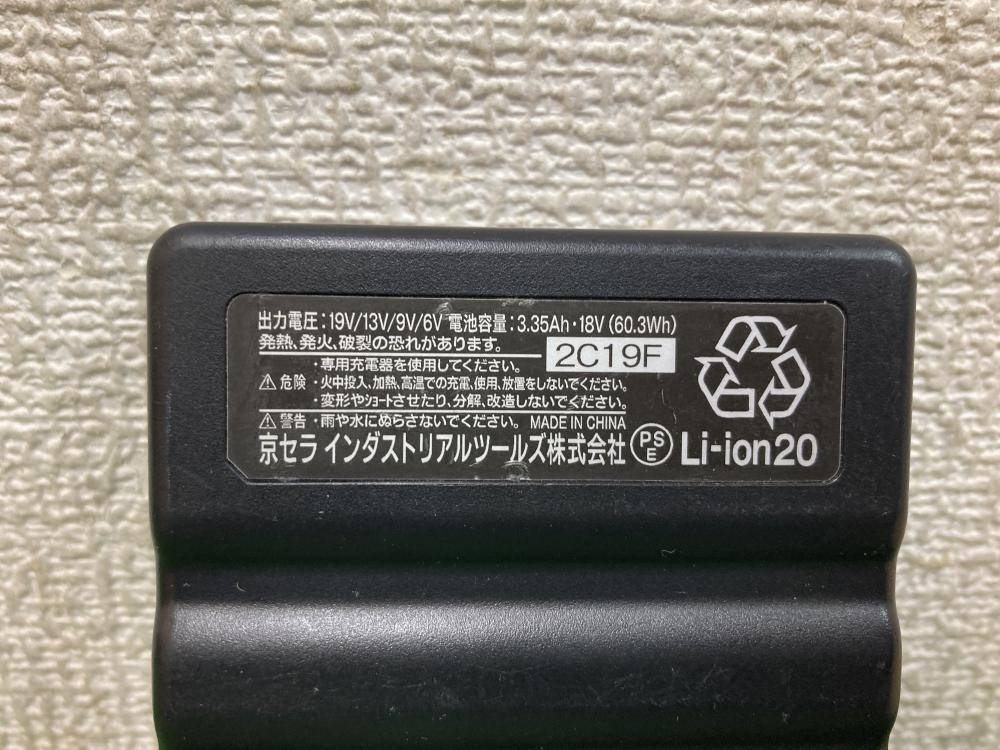 出力電圧：19V/13V/9V/6V 電池容量：3.35Ah・18V (60.3Wh)
発熱、発火、破裂の恐れがあります。
2C19F
⚠危険
・専用充電器を使用してください。
・火中投入、加熱、高温での充電、使用、放置をしないでください。
・変形やショートさせたり、分解、改造しないでください。
⚠警告 ・雨や水にぬらさないでください。 MADE IN CHINA
京セラ インダストリアルツールズ株式会社 PSE Li-ion20